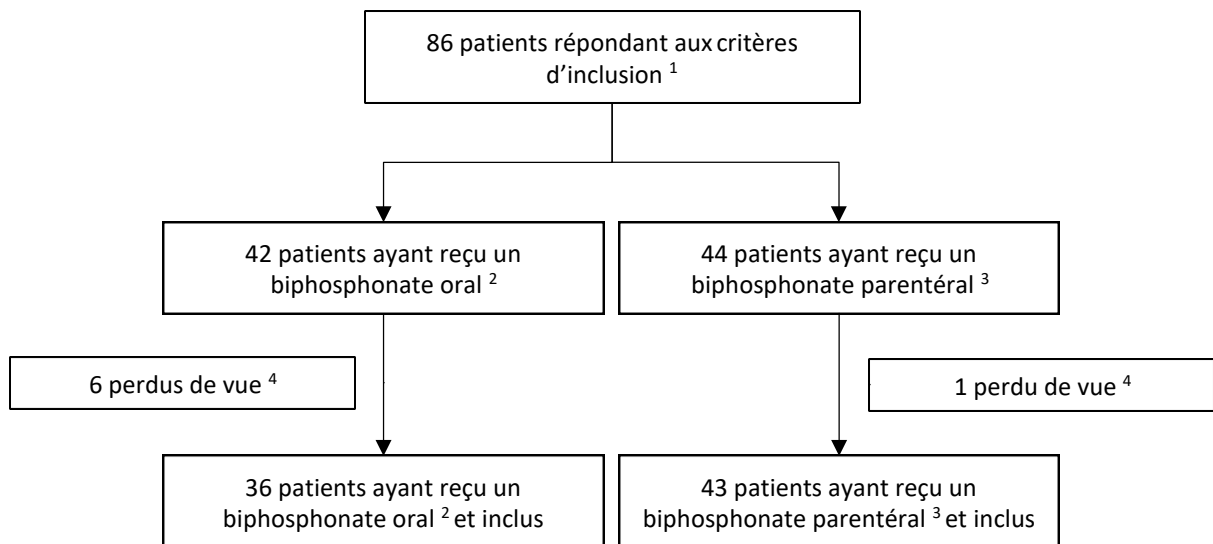 86 patients répondant aux critères
d’inclusion ¹
42 patients ayant reçu un
biphosphonate oral ²
44 patients ayant reçu un
biphosphonate parentéral ³
6 perdus de vue ⁴
1 perdu de vue ⁴
36 patients ayant reçu un
biphosphonate oral ² et inclus
43 patients ayant reçu un
biphosphonate parentéral ³ et inclus